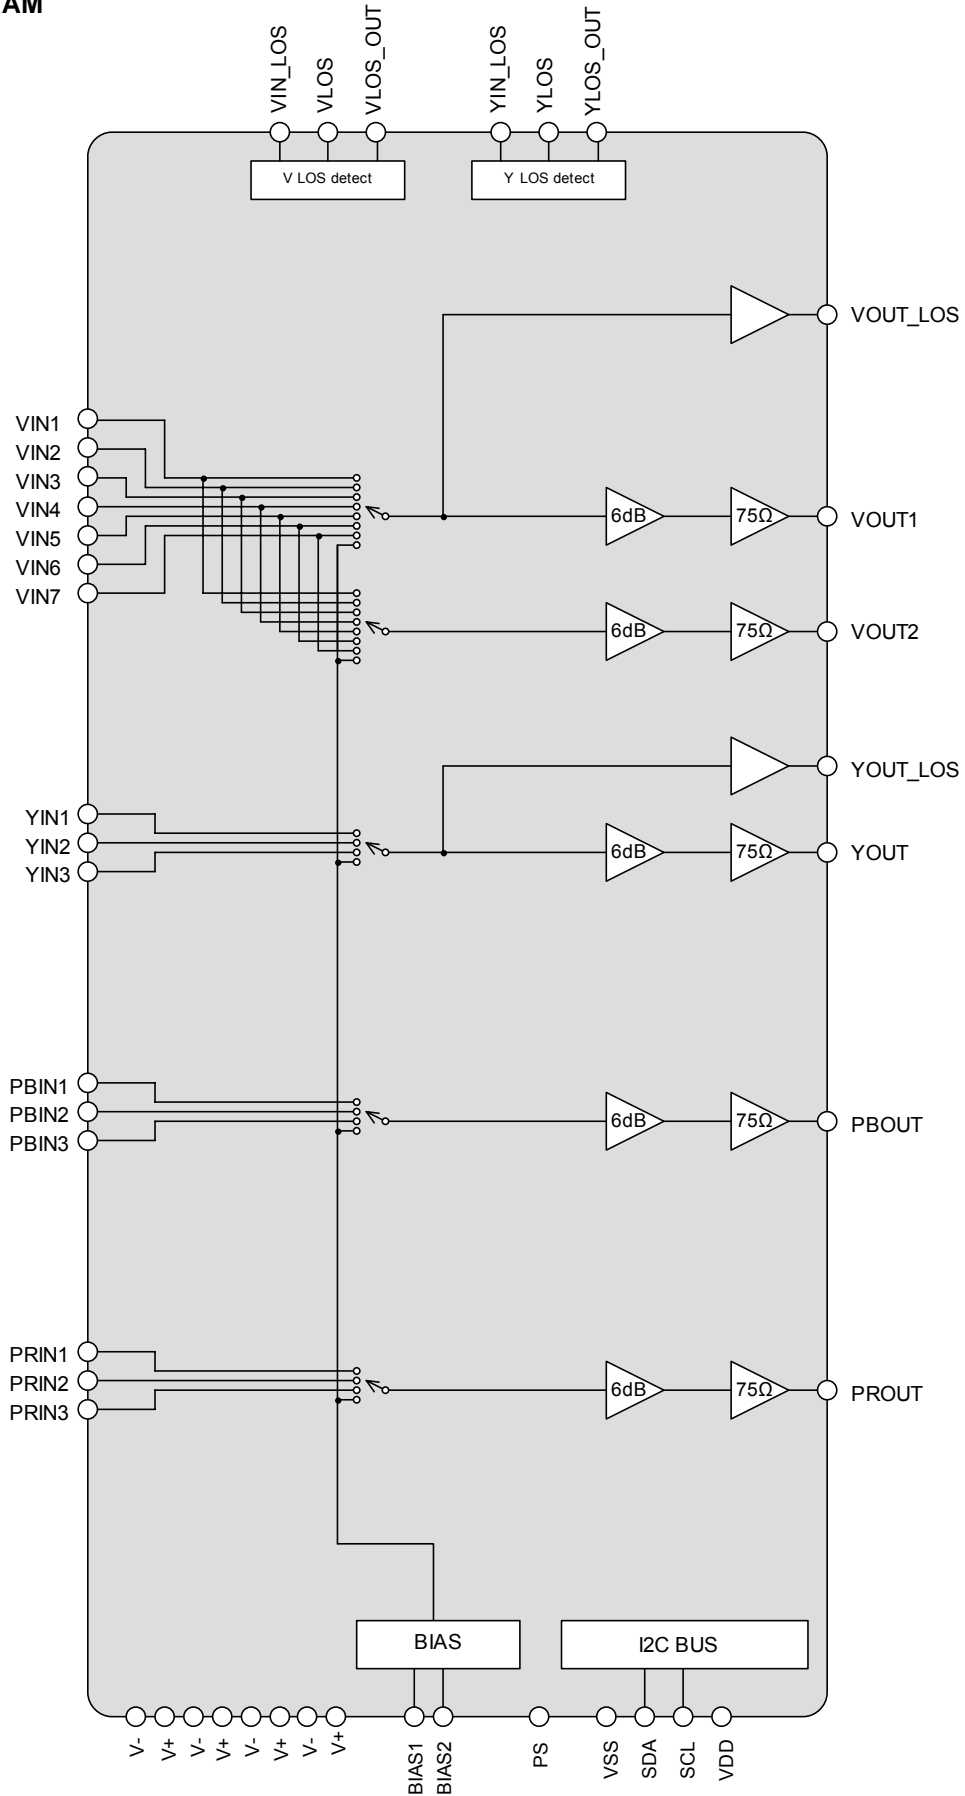 AM
VIN_LOS
VLOS
VLOS_OUT
YIN_LOS
YLOS
YLOS_OUT
V LOS detect
Y LOS detect
VOUT_LOS
VIN1
VIN2
VIN3
VIN4
VIN5
VIN6
VIN7
6dB
75Ω
VOUT1
6dB
75Ω
VOUT2
YOUT_LOS
YIN1
YIN2
YIN3
6dB
75Ω
YOUT
PBIN1
PBIN2
PBIN3
6dB
75Ω
PBOUT
PRIN1
PRIN2
PRIN3
6dB
75Ω
PROUT
BIAS
I2C BUS
V-
V+
V-
V+
V-
V+
V-
V+
BIAS1
BIAS2
PS
VSS
SDA
SCL
VDD